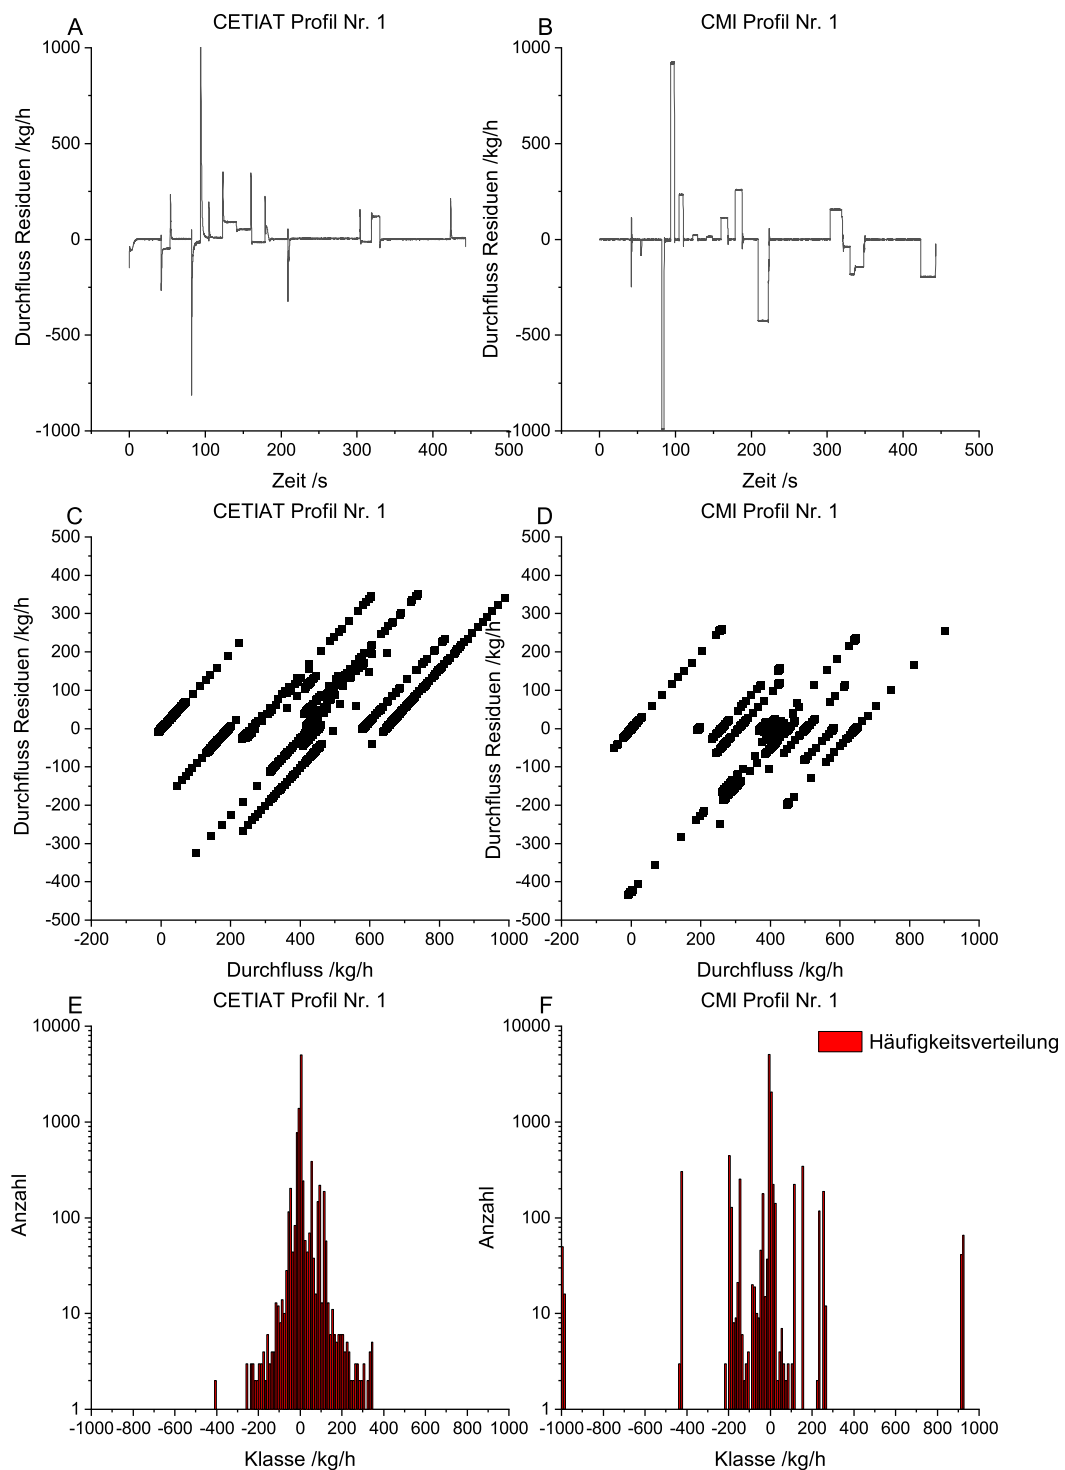 A CETIAT Profil Nr. 1
Durchfluss Residuen /kg/h
1000
500
0
-500
-1000
0 100 200 300 400 500
Zeit /s
B CMI Profil Nr. 1
Durchfluss Residuen /kg/h
1000
500
0
-500
-1000
0 100 200 300 400 500
Zeit /s
C CETIAT Profil Nr. 1
Durchfluss Residuen /kg/h
500
400
300
200
100
0
-100
-200
-300
-400
-500
-200 0 200 400 600 800 1000
Durchfluss /kg/h
D CMI Profil Nr. 1
Durchfluss Residuen /kg/h
500
400
300
200
100
0
-100
-200
-300
-400
-500
-200 0 200 400 600 800 1000
Durchfluss /kg/h
E CETIAT Profil Nr. 1
Anzahl
10000
1000
100
10
1
-1000 -800 -600 -400 -200 0 200 400 600 800 1000
Klasse /kg/h
F CMI Profil Nr. 1
Häufigkeitsverteilung
Anzahl
10000
1000
100
10
1
-1000 -800 -600 -400 -200 0 200 400 600 800 1000
Klasse /kg/h